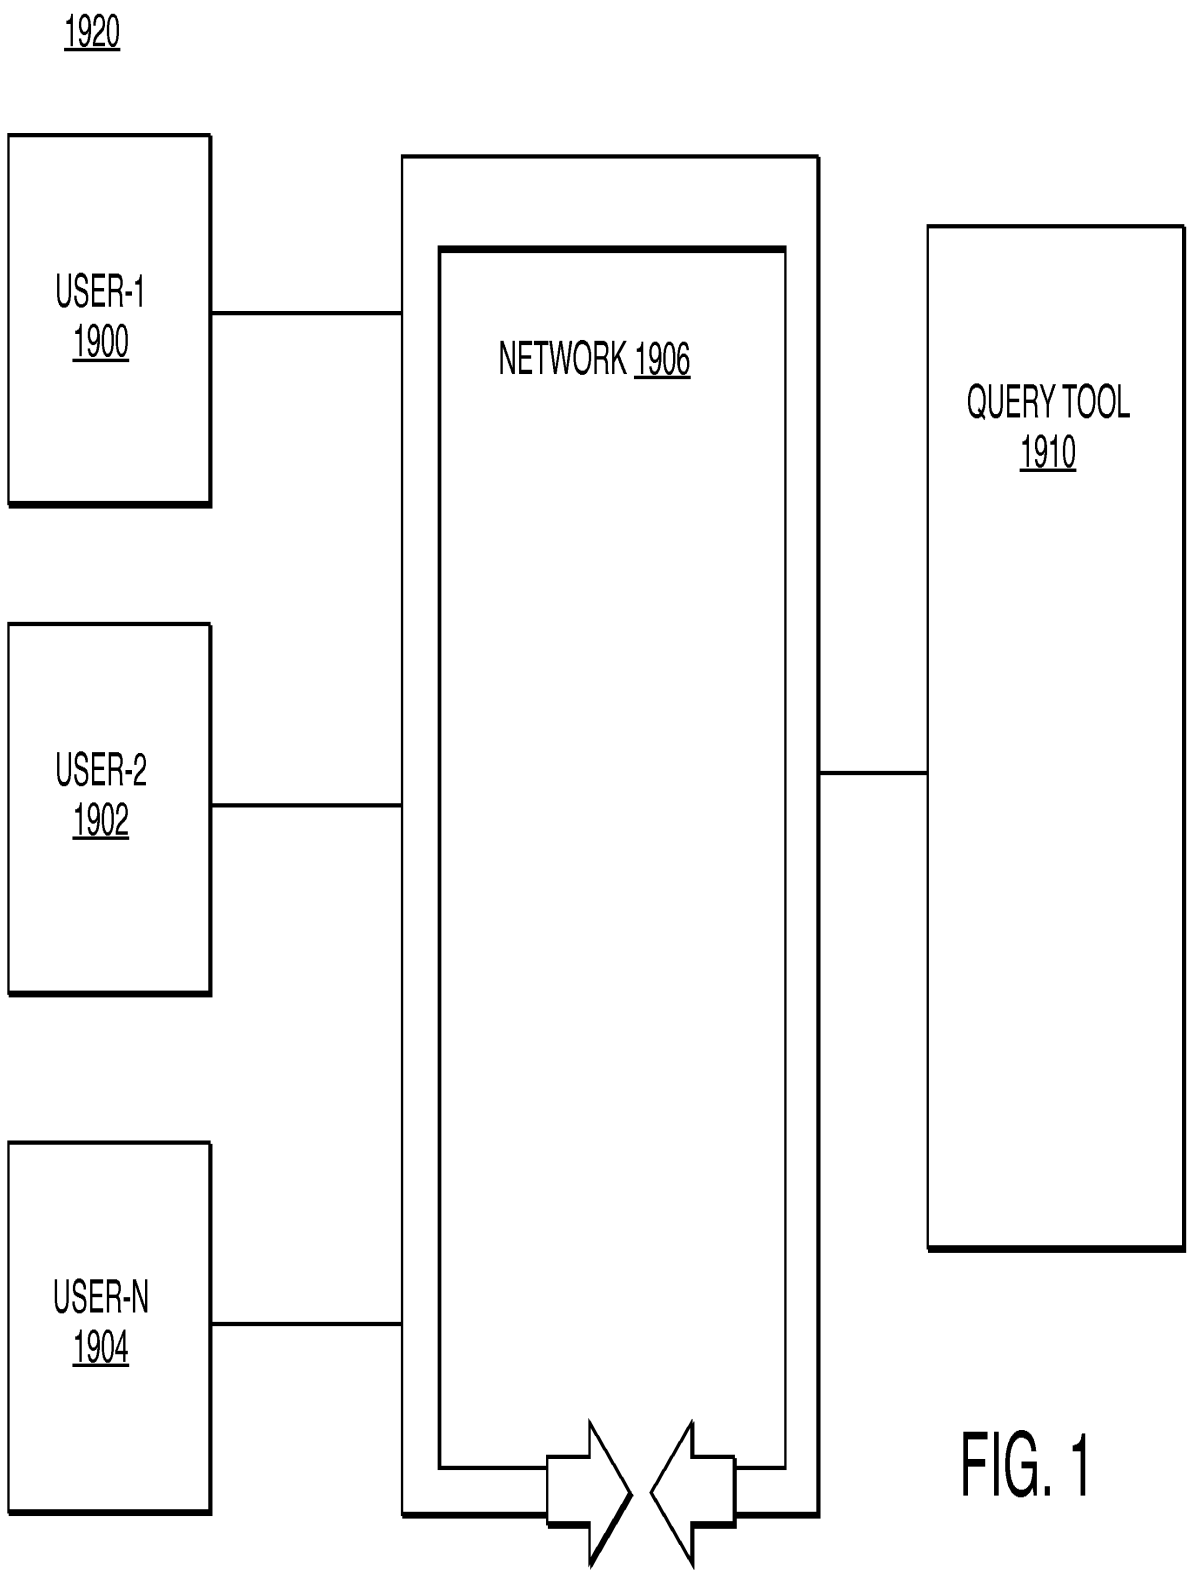 1920
USER-1
1900
NETWORK 1906
QUERY TOOL
1910
USER-2
1902
USER-N
1904
FIG. 1